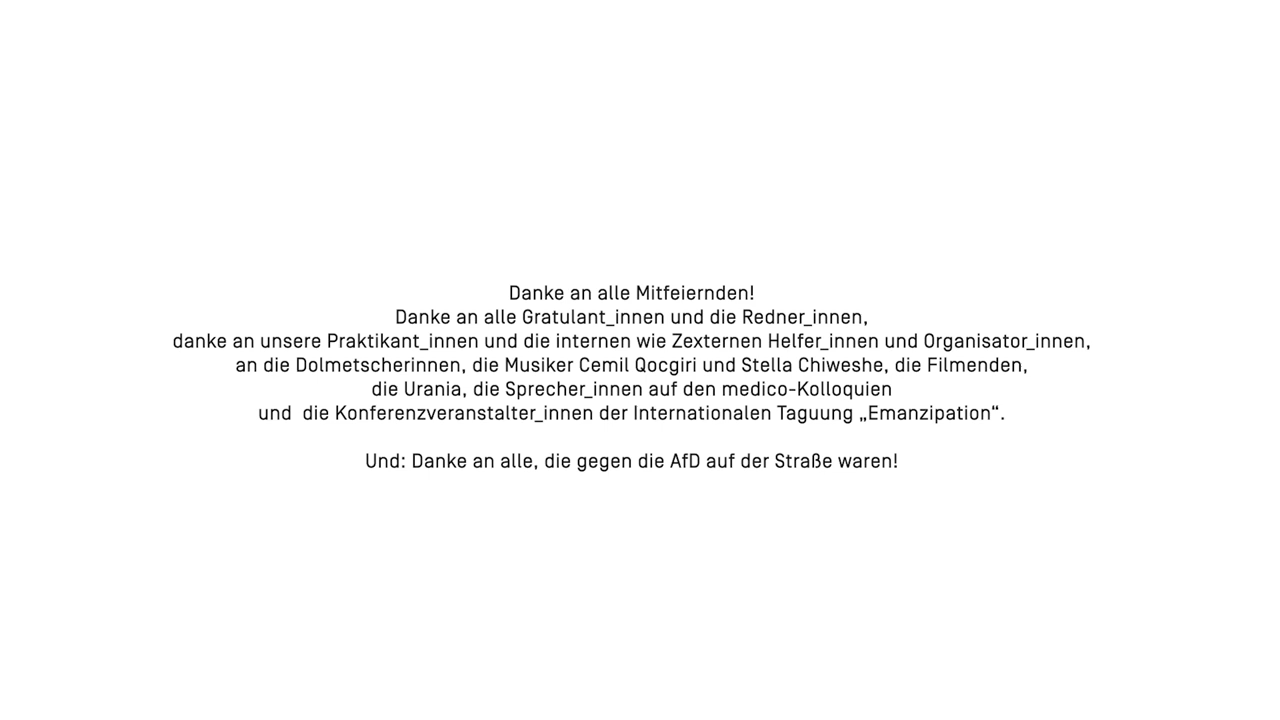 Danke an alle Mitfeiernden!
Danke an alle Gratulant_innen und die Redner_innen,
danke an unsere Praktikant_innen und die internen wie Zexternen Helfer_innen und Organisator_innen,
an die Dolmetscherinnen, die Musiker Cemil Qocgiri und Stella Chiweshe, die Filmenden,
die Urania, die Sprecher_innen auf den medico-Kolloquien
und  die Konferenzveranstalter_innen der Internationalen Taguung „Emanzipation“.
Und: Danke an alle, die gegen die AfD auf der Straße waren!